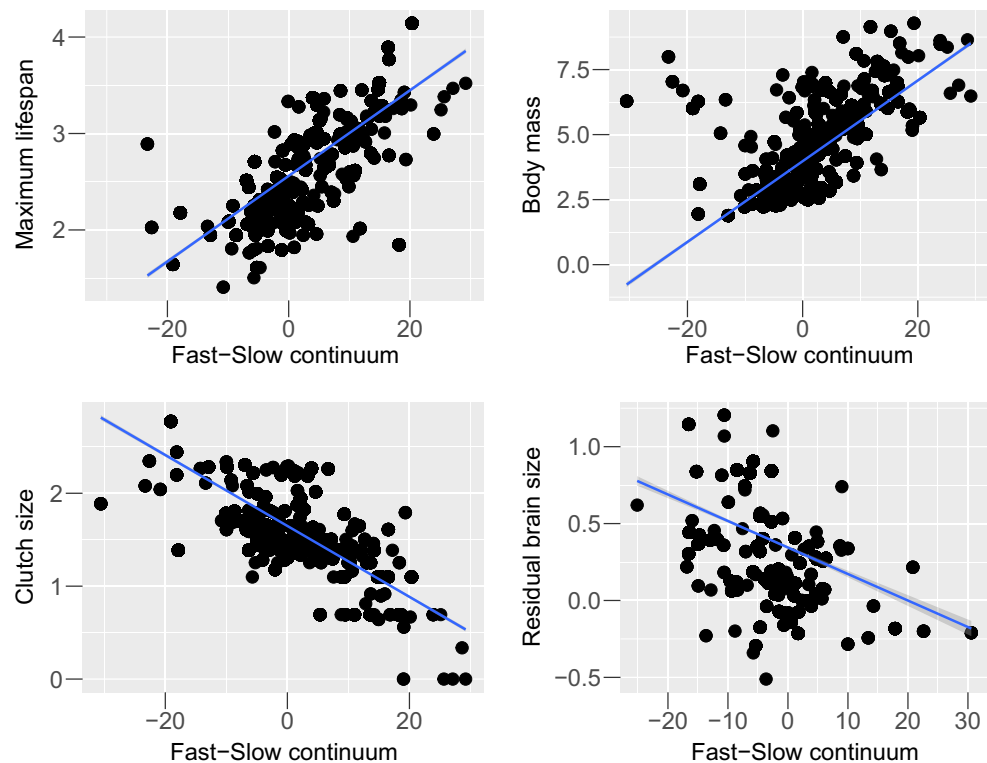 Maximum lifespan
4
3
2
−20 0 20
Fast−Slow continuum
Body mass
7.5
5.0
2.5
0.0
−20 0 20
Fast−Slow continuum
Clutch size
2
1
0
−20 0 20
Fast−Slow continuum
Residual brain size
1.0
0.5
0.0
−0.5
−20 −10 0 10 20 30
Fast−Slow continuum